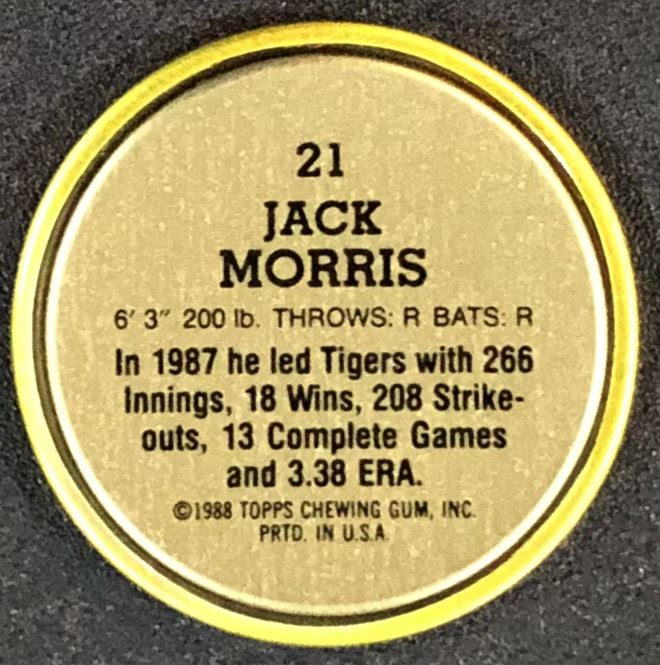 21
JACK
MORRIS
6' 3" 200 lb. THROWS: R BATS: R
In 1987 he led Tigers with 266
Innings, 18 Wins, 208 Strike-
outs, 13 Complete Games
and 3.38 ERA.
©1988 TOPPS CHEWING GUM, INC.
PRTD. IN U.S.A.